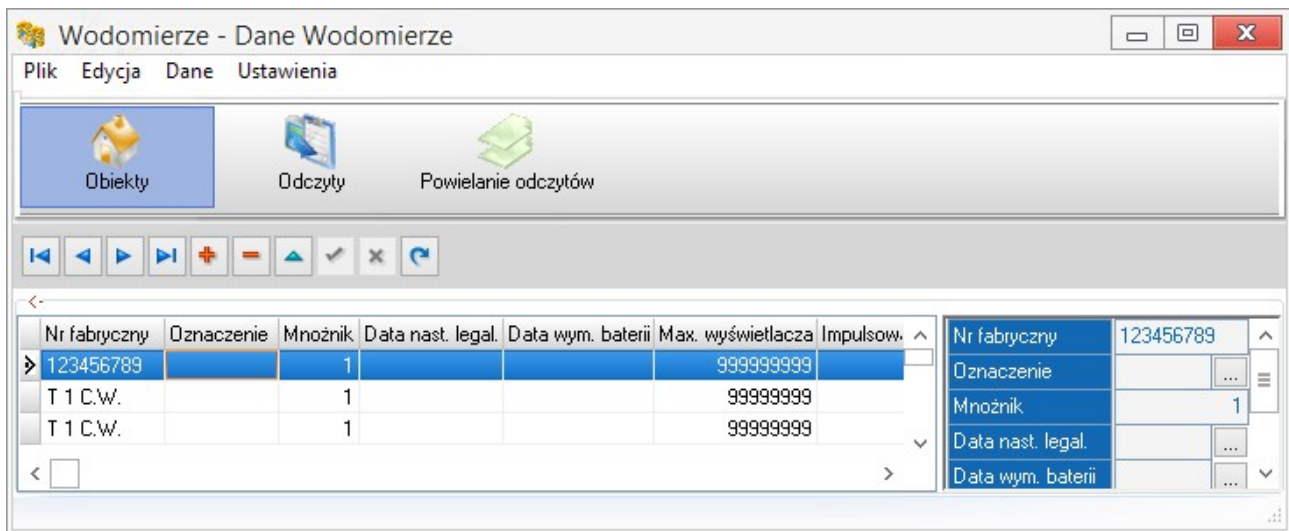 Wodomierze - Dane Wodomierze
Plik Edycja Dane Ustawienia
Obiekty Odczyty Powielanie odczytów
Nr fabryczny Oznaczenie Mnożnik Data nast. legal. Data wym. baterii Max. wyświetlacza Impulsow.
123456789 1 999999999
T 1 C.W. 1 99999999
T 1 C.W. 1 99999999
Nr fabryczny 123456789
Oznaczenie ...
Mnożnik 1
Data nast. legal. ...
Data wym. baterii ...